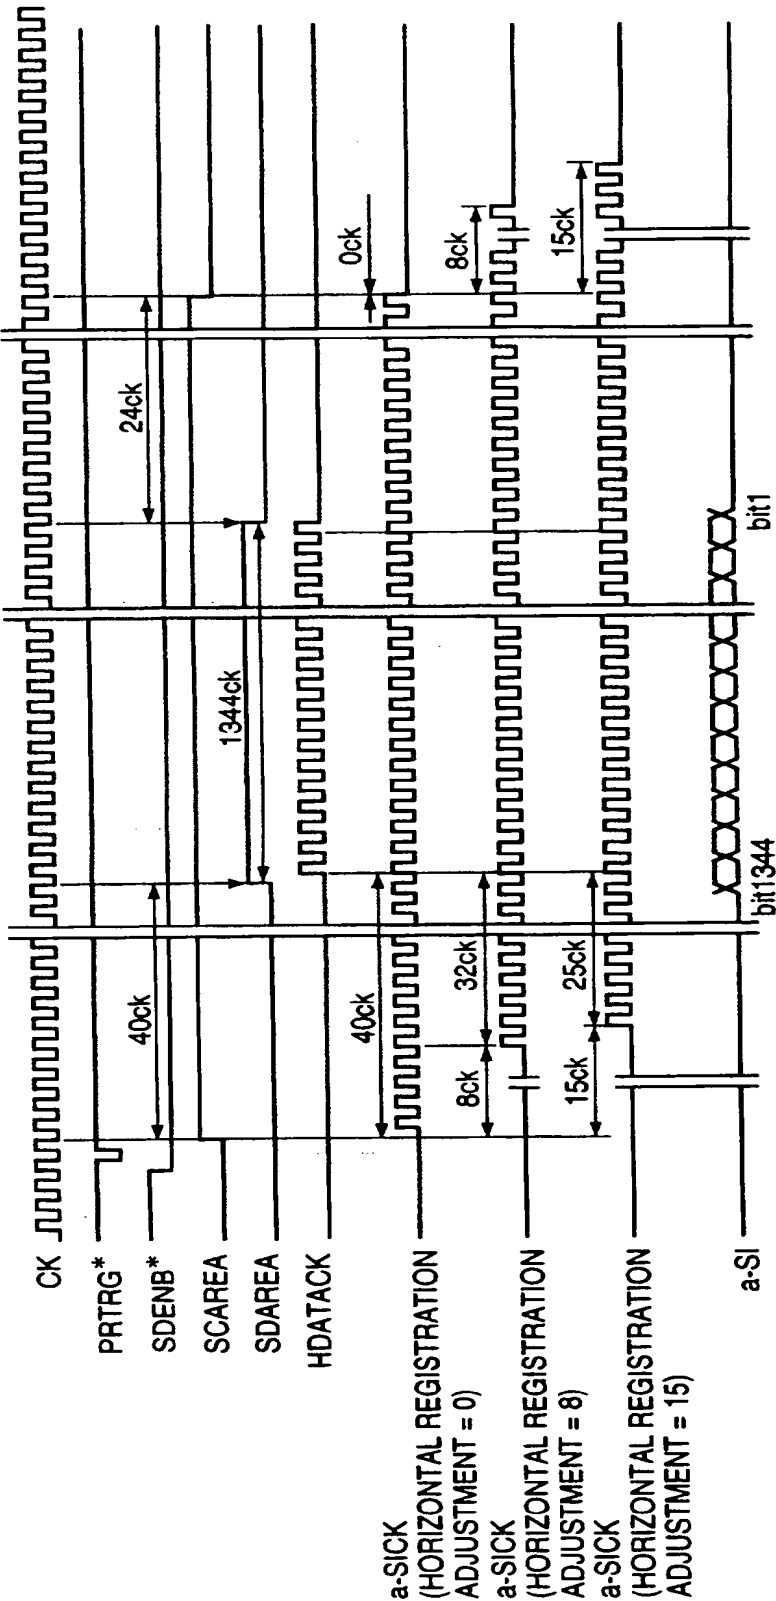 CK
PRTRG*
SDENB*
SCAREA
SDAREA
HDATACK
a-SICK
(HORIZONTAL REGISTRATION
ADJUSTMENT = 0)
a-SICK
(HORIZONTAL REGISTRATION
ADJUSTMENT = 8)
a-SICK
(HORIZONTAL REGISTRATION
ADJUSTMENT = 15)
a-SI
40ck
1344ck
24ck
40ck
0ck
8ck
32ck
8ck
15ck
25ck
15ck
bit1344
bit1